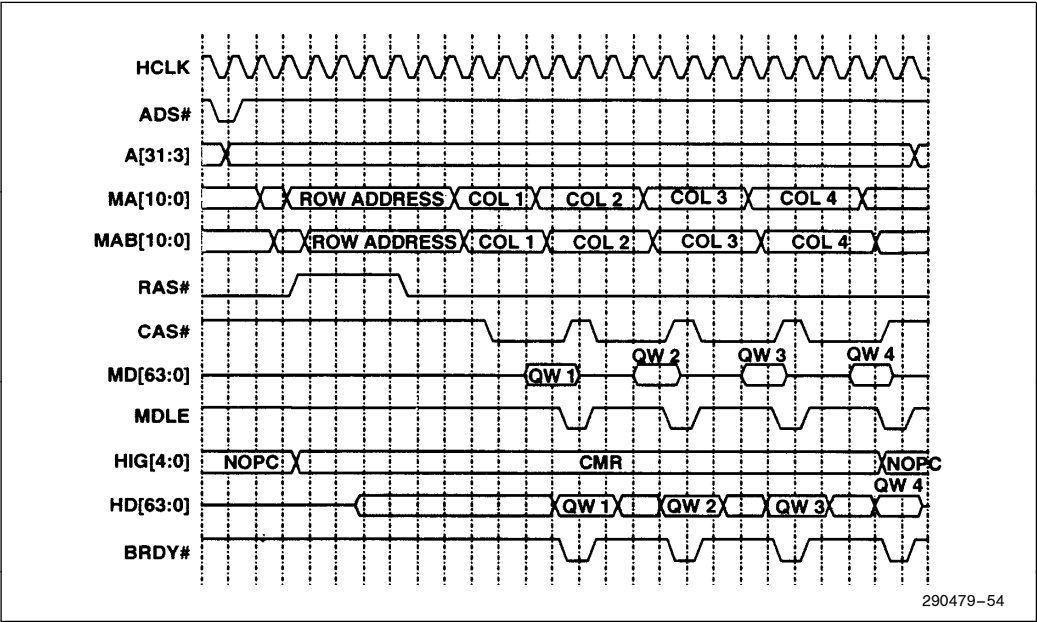 HCLK
ADS#
A[31:3]
MA[10:0] ROW ADDRESS COL 1 COL 2 COL 3 COL 4
MAB[10:0] ROW ADDRESS COL 1 COL 2 COL 3 COL 4
RAS#
CAS#
QW 2 QW 3 QW 4
MD[63:0] QW 1
MDLE
HIG[4:0] NOPC CMR NOPC
QW 4
HD[63:0] QW 1 QW 2 QW 3
BRDY#
290479-54